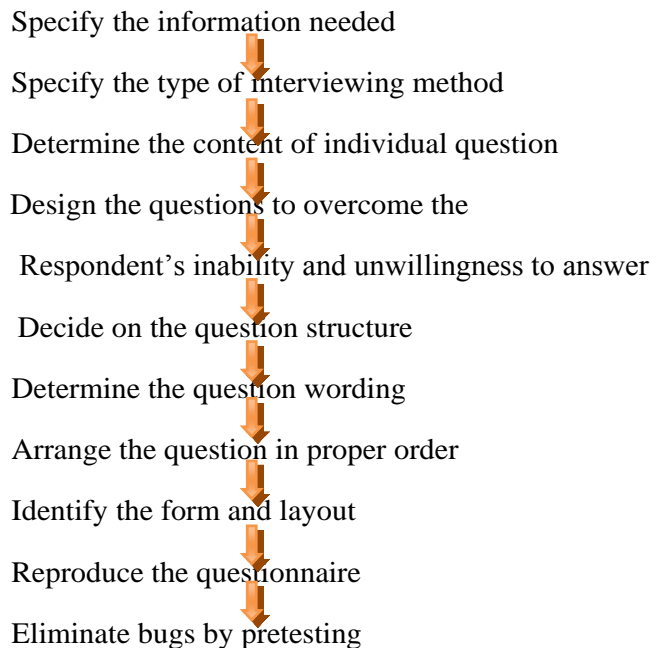 Specify the information needed
Specify the type of interviewing method
Determine the content of individual question
Design the questions to overcome the
Respondent's inability and unwillingness to answer
Decide on the question structure
Determine the question wording
Arrange the question in proper order
Identify the form and layout
Reproduce the questionnaire
Eliminate bugs by pretesting